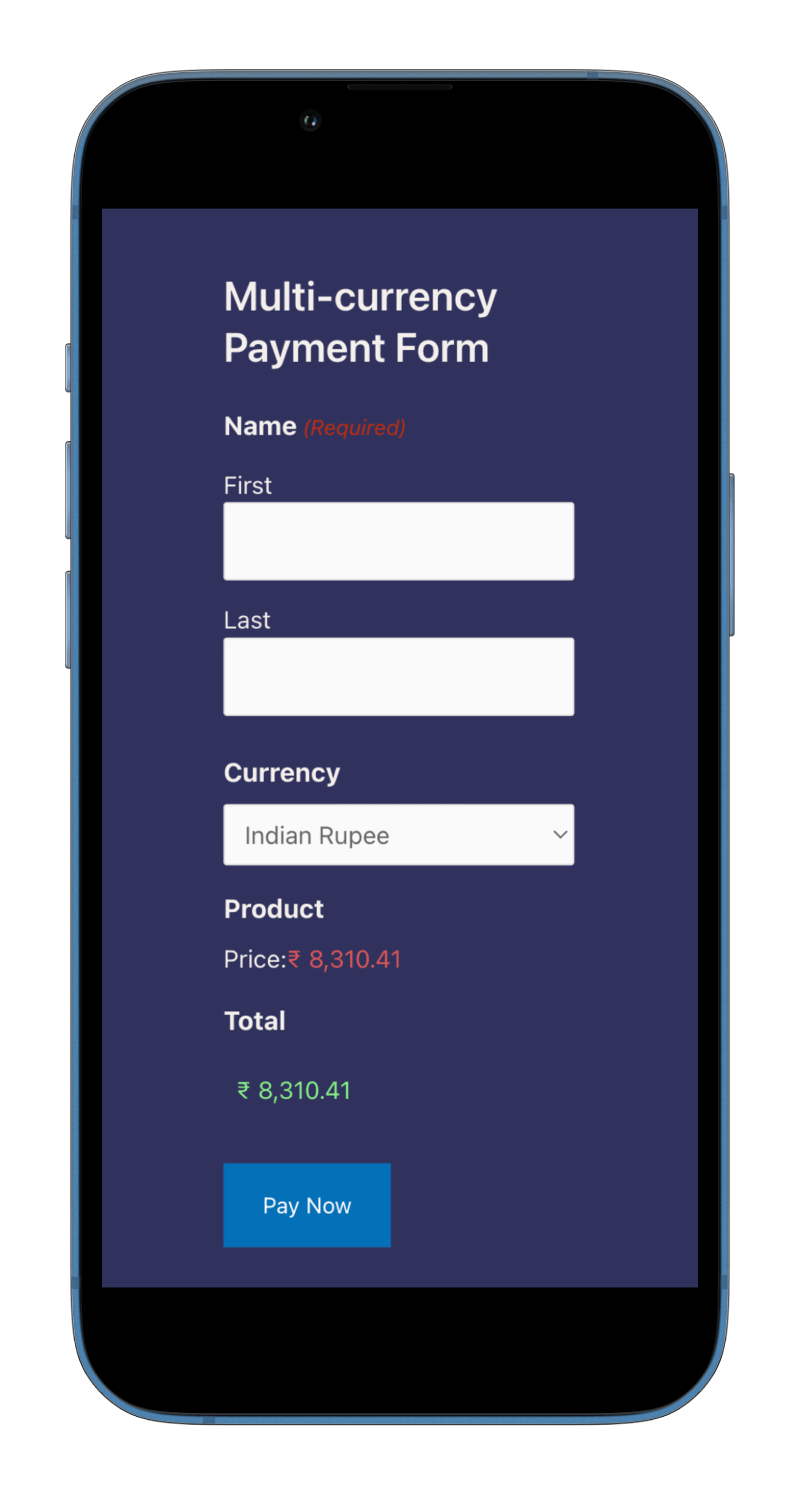 Multi-currency
Payment Form
Name (Required)
First
Last
Currency
Indian Rupee
Product
Price:₹ 8,310.41
Total
₹ 8,310.41
Pay Now